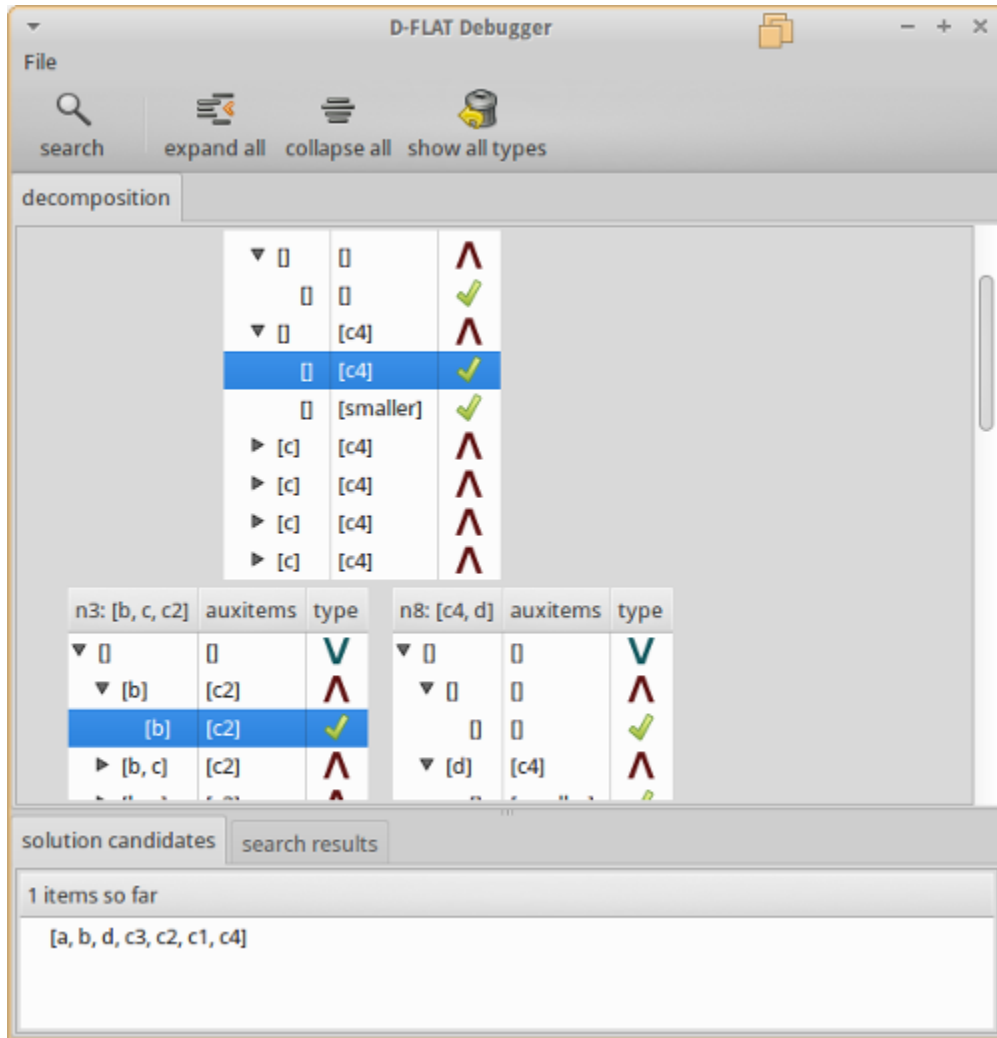 D-FLAT Debugger
File
search expand all collapse all show all types
decomposition
[] []
[] []
[] [c4]
[] [c4]
[] [smaller]
[c] [c4]
[c] [c4]
[c] [c4]
[c] [c4]
n3: [b, c, c2] auxitems type n8: [c4, d] auxitems type
[] [] V [] [] V
[b] [c2] [] []
[b] [c2] [] []
[b, c] [c2] [d] [c4]
solution candidates search results
1 items so far
[a, b, d, c3, c2, c1, c4]